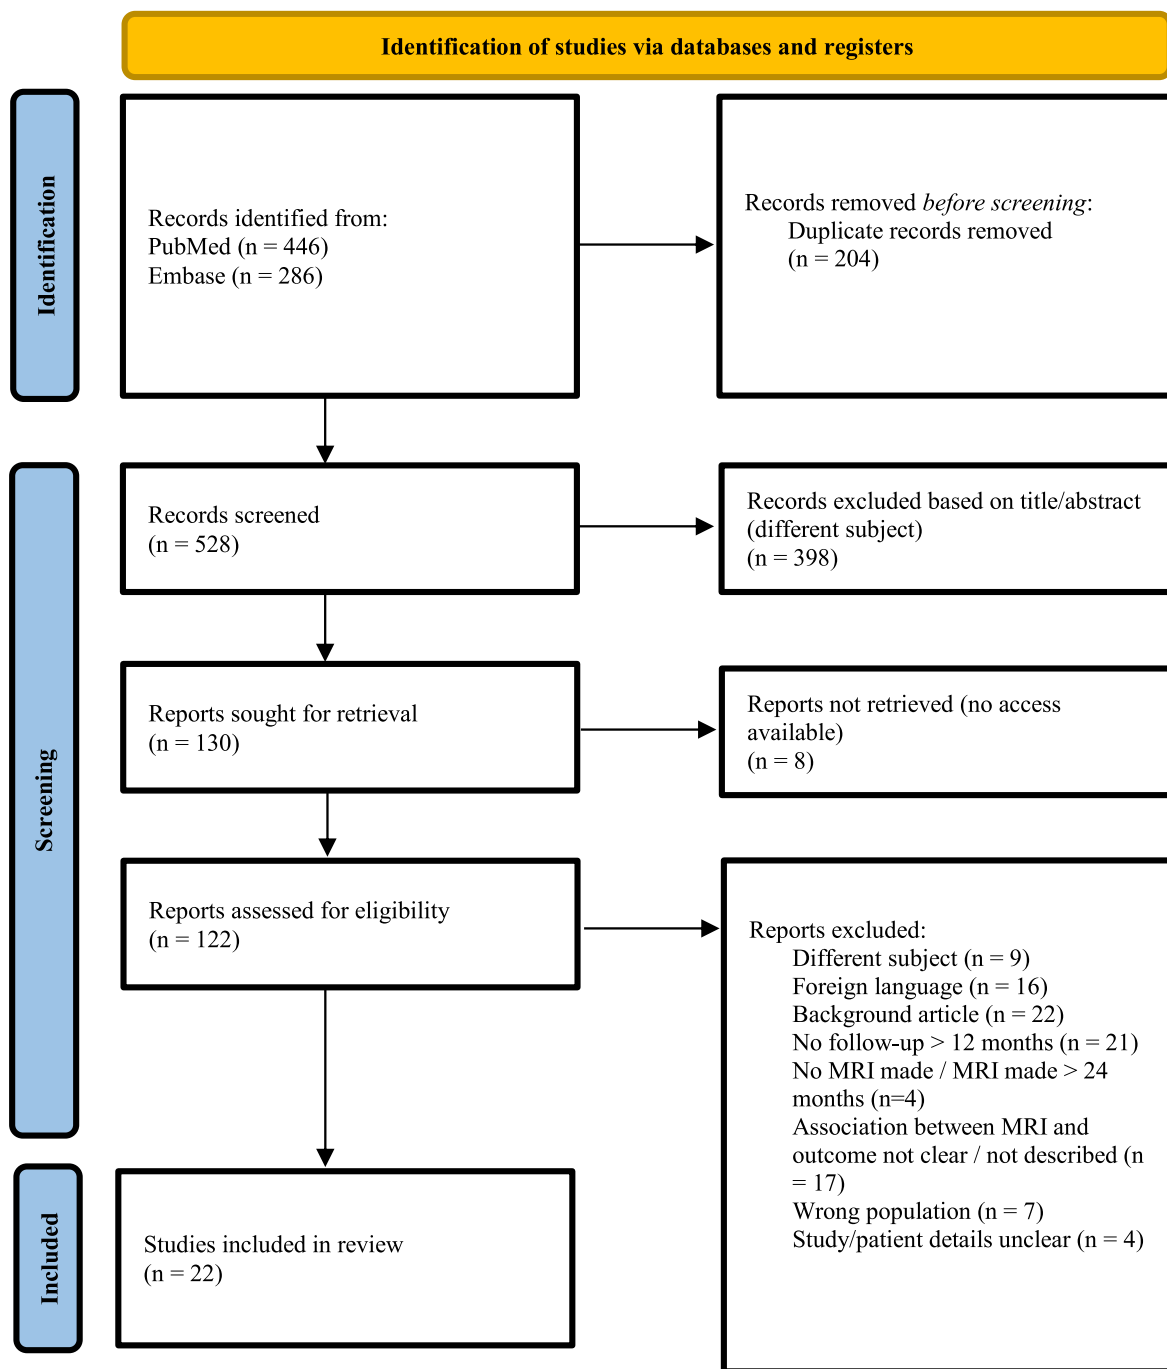 Identification of studies via databases and registers
Identification
Records identified from:
PubMed (n = 446)
Embase (n = 286)
Records removed before screening:
Duplicate records removed
(n = 204)
Screening
Records screened
(n = 528)
Records excluded based on title/abstract
(different subject)
(n = 398)
Reports sought for retrieval
(n = 130)
Reports not retrieved (no access
available)
(n = 8)
Reports assessed for eligibility
(n = 122)
Reports excluded:
Different subject (n = 9)
Foreign language (n = 16)
Background article (n = 22)
No follow-up > 12 months (n = 21)
No MRI made / MRI made > 24
months (n=4)
Association between MRI and
outcome not clear / not described (n
= 17)
Wrong population (n = 7)
Study/patient details unclear (n = 4)
Included
Studies included in review
(n = 22)